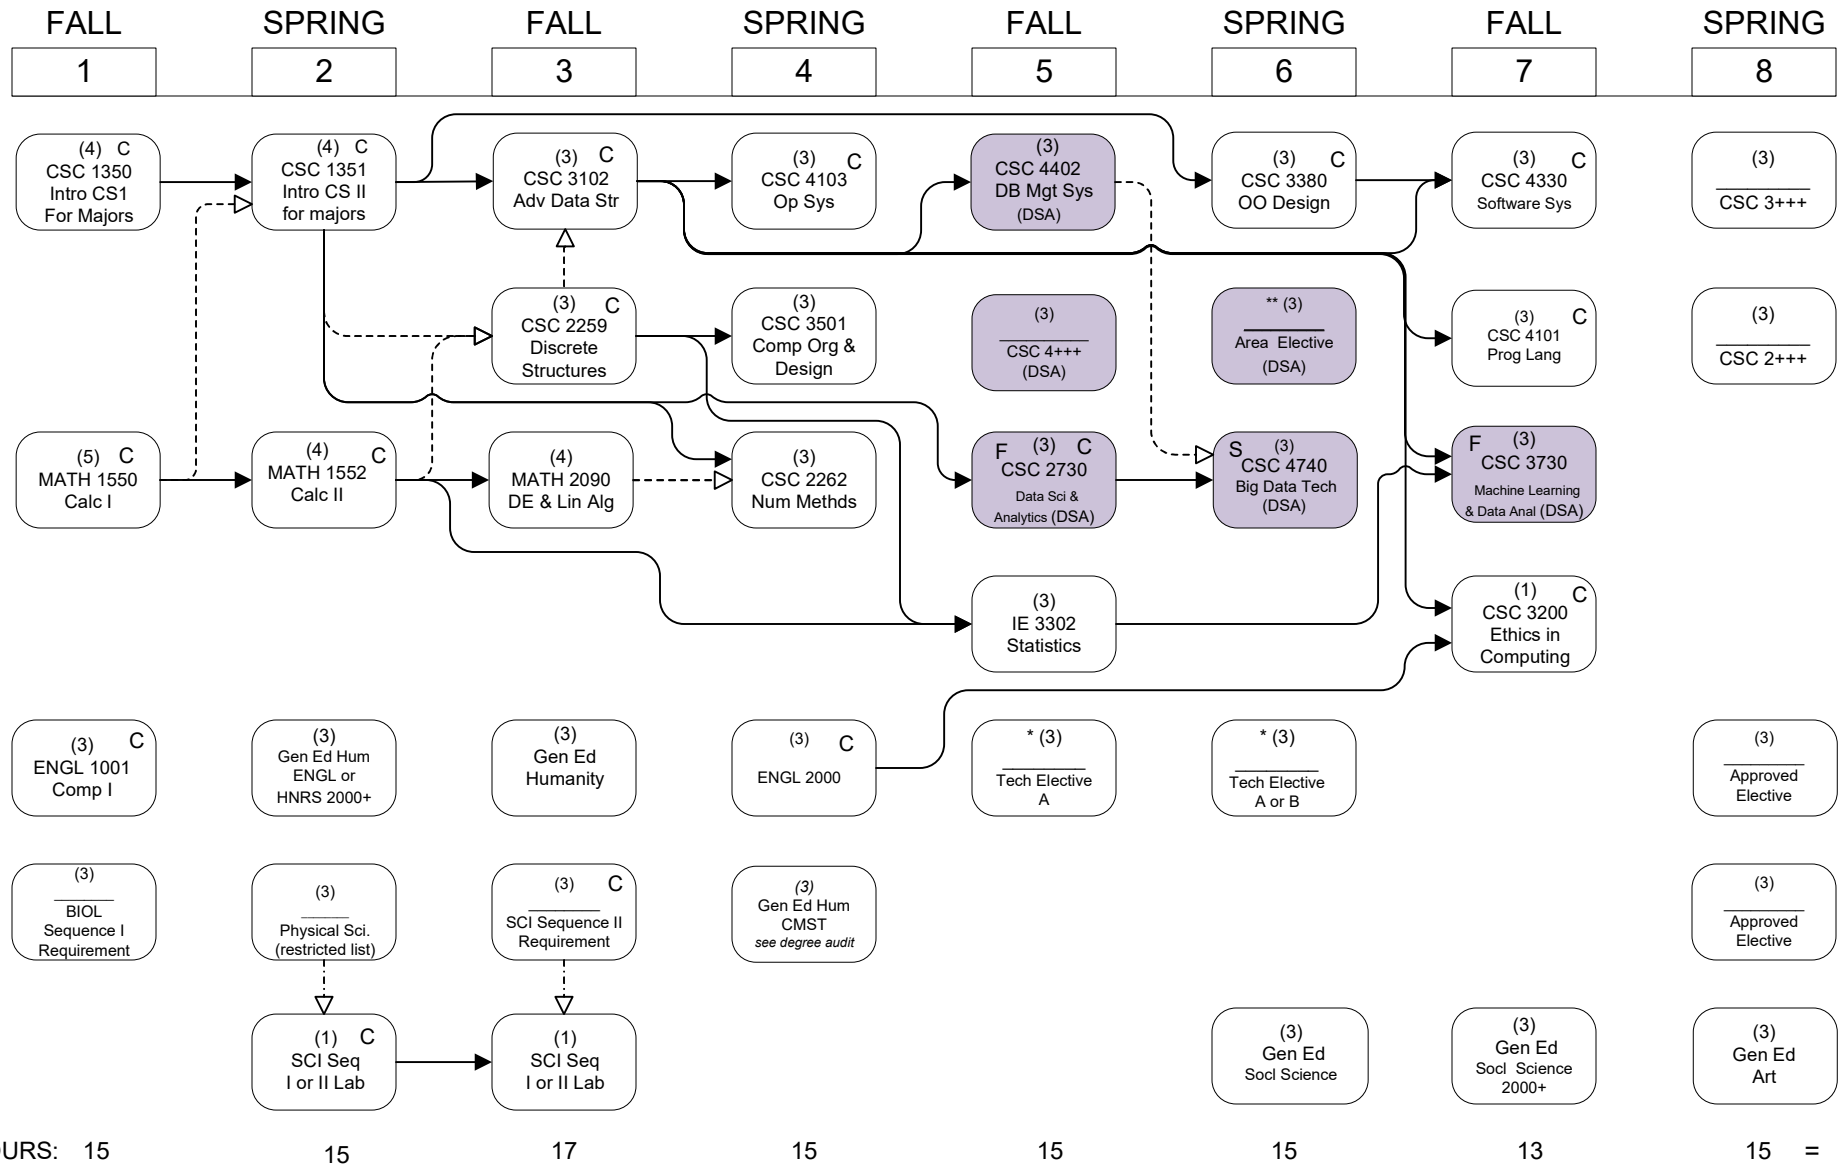 FALL
SPRING
FALL
SPRING
FALL
SPRING
FALL
SPRING
1
2
3
4
5
6
7
8
(4) C
CSC 1350
Intro CS1
For Majors
(4) C
CSC 1351
Intro CS II
for majors
(3) C
CSC 3102
Adv Data Str
(3) C
CSC 4103
Op Sys
(3)
CSC 4402
DB Mgt Sys
(DSA)
(3) C
CSC 3380
OO Design
(3) C
CSC 4330
Software Sys
(3)
CSC 3+++
(3) C
CSC 2259
Discrete
Structures
(3)
CSC 3501
Comp Org &
Design
(3)
CSC 4+++
(DSA)
** (3)
Area Elective
(DSA)
(3) C
CSC 4101
Prog Lang
(3)
CSC 2+++
(5) C
MATH 1550
Calc I
(4) C
MATH 1552
Calc II
(4)
MATH 2090
DE & Lin Alg
(3)
CSC 2262
Num Methds
F (3) C
CSC 2730
Data Sci &
Analytics (DSA)
S (3)
CSC 4740
Big Data Tech
(DSA)
F (3)
CSC 3730
Machine Learning
& Data Anal (DSA)
(3)
IE 3302
Statistics
(1) C
CSC 3200
Ethics in
Computing
(3) C
ENGL 1001
Comp I
(3)
Gen Ed Hum
ENGL or
HNRS 2000+
(3)
Gen Ed
Humanity
(3) C
ENGL 2000
* (3)
Tech Elective
A
* (3)
Tech Elective
A or B
(3)
Approved
Elective
(3)
BIOL
Sequence I
Requirement
(3)
Physical Sci.
(restricted list)
(3) C
SCI Sequence II
Requirement
(3)
Gen Ed Hum
CMST
see degree audit
(3)
Approved
Elective
(1) C
SCI Seq
I or II Lab
(1)
SCI Seq
I or II Lab
(3)
Gen Ed
Socl Science
(3)
Gen Ed
Socl Science
2000+
(3)
Gen Ed
Art
URS: 15 15 17 15 15 15 13 15 =